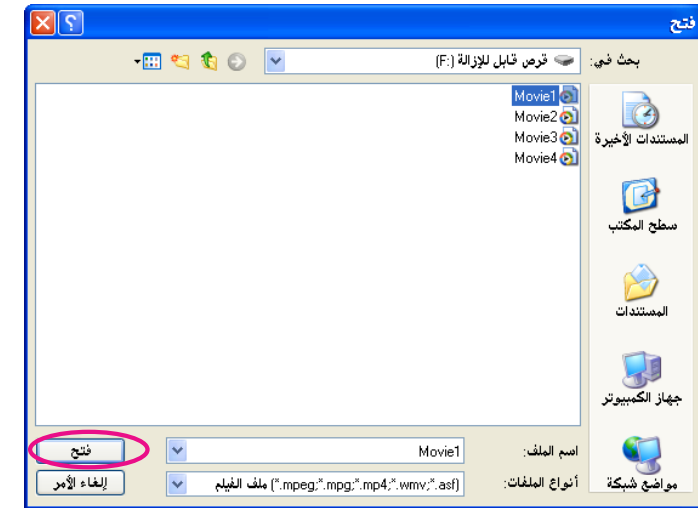 فتح
بحث في: قرص قابل للإزالة (F:)
المستندات الأخيرة
سطح المكتب
المستندات
جهاز الكمبيوتر
مواضع شبكة
Movie1
Movie2
Movie3
Movie4
اسم الملف: Movie1 فتح
أنواع الملفات: ملف الفيلم (*.mpeg;*.mpg;*.mp4;*.wmv;*.asf) إلغاء الأمر